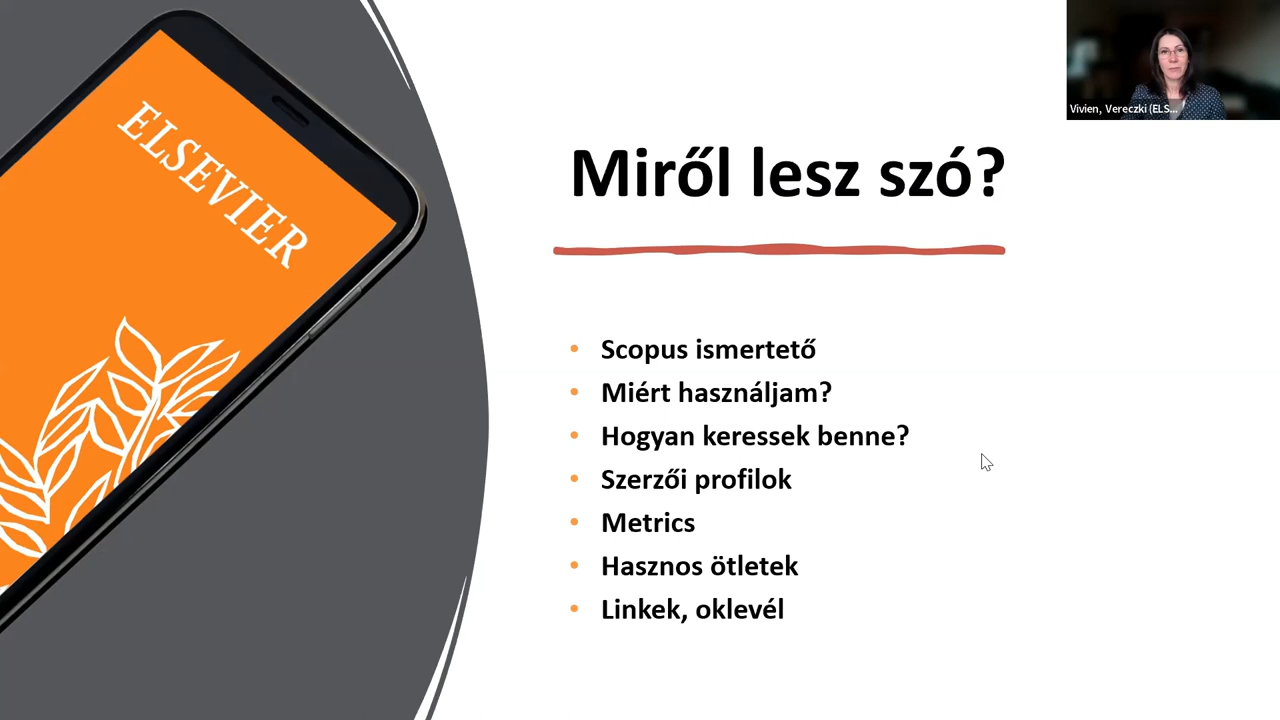 ELSEVIER
Vivien, Vereczki (ELS...
Miről lesz szó?
• Scopus ismertető
• Miért használjam?
• Hogyan keressek benne?
• Szerzői profilok
• Metrics
• Hasznos ötletek
• Linkek, oklevél